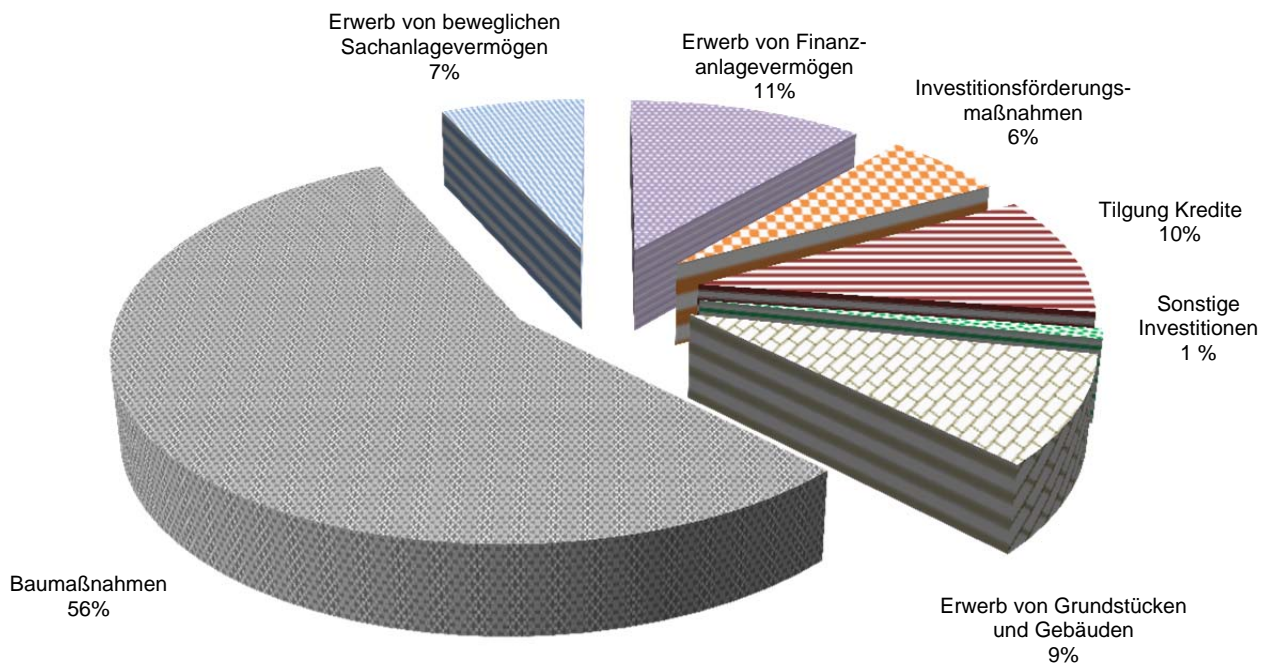 Erwerb von beweglichen
Sachanlagevermögen
7%
Erwerb von Finanz-
anlagevermögen
11%
Investitionsförderungs-
maßnahmen
6%
Tilgung Kredite
10%
Sonstige
Investitionen
1 %
Baumaßnahmen
56%
Erwerb von Grundstücken
und Gebäuden
9%